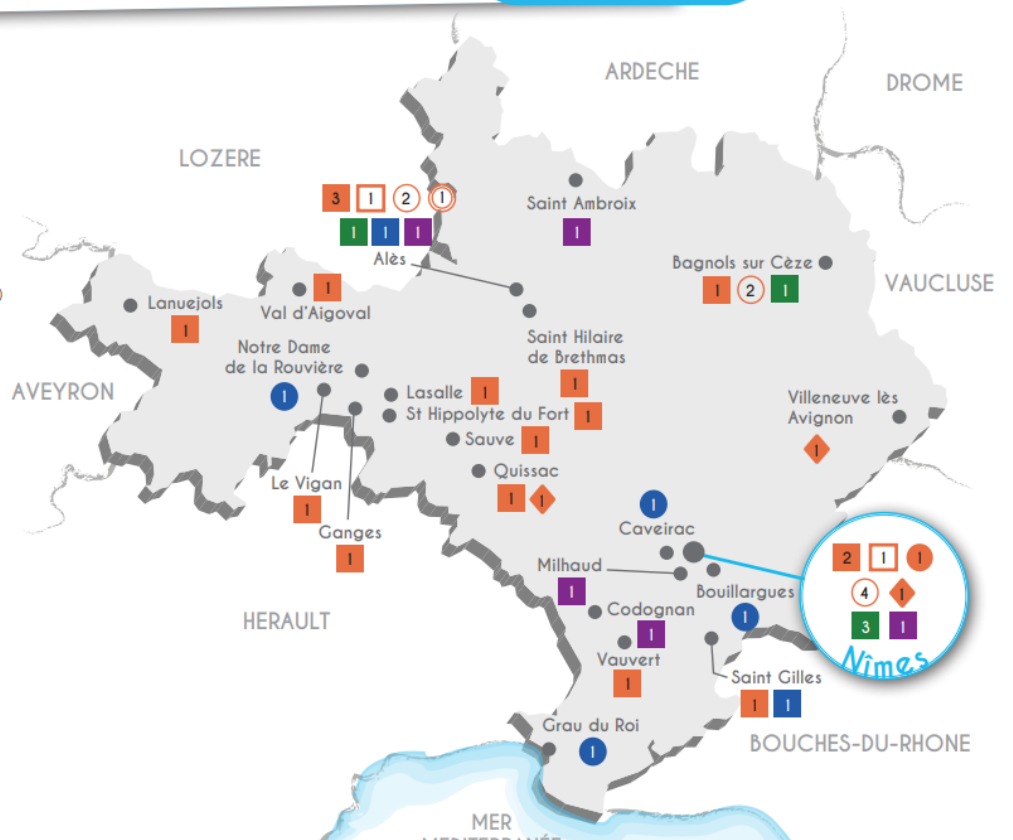 ARDECHE
DROME
LOZERE
3 1 2 1
1 1 1
Alès
Saint Ambroix
1
Bagnols sur Cèze
1 2 1
VAUCLUSE
Lanuejols
1
1
Val d'Aigoval
Notre Dame
de la Rouvière
1
Saint Hilaire
de Brethmas
1
AVEYRON
Lasalle 1
St Hippolyte du Fort 1
Sauve 1
Quissac
1 1
Villeneuve lès
Avignon
1
Le Vigan
1
Ganges
1
1
Caveirac
Milhaud
1
Bouillargues
1
2 1 1
4 1
3 1
Nîmes
HERAULT
Codognan
1
Vauvert
1
Saint Gilles
1 1
Grau du Roi
1
BOUCHES-DU-RHONE
MER
MEDITERRANÉE